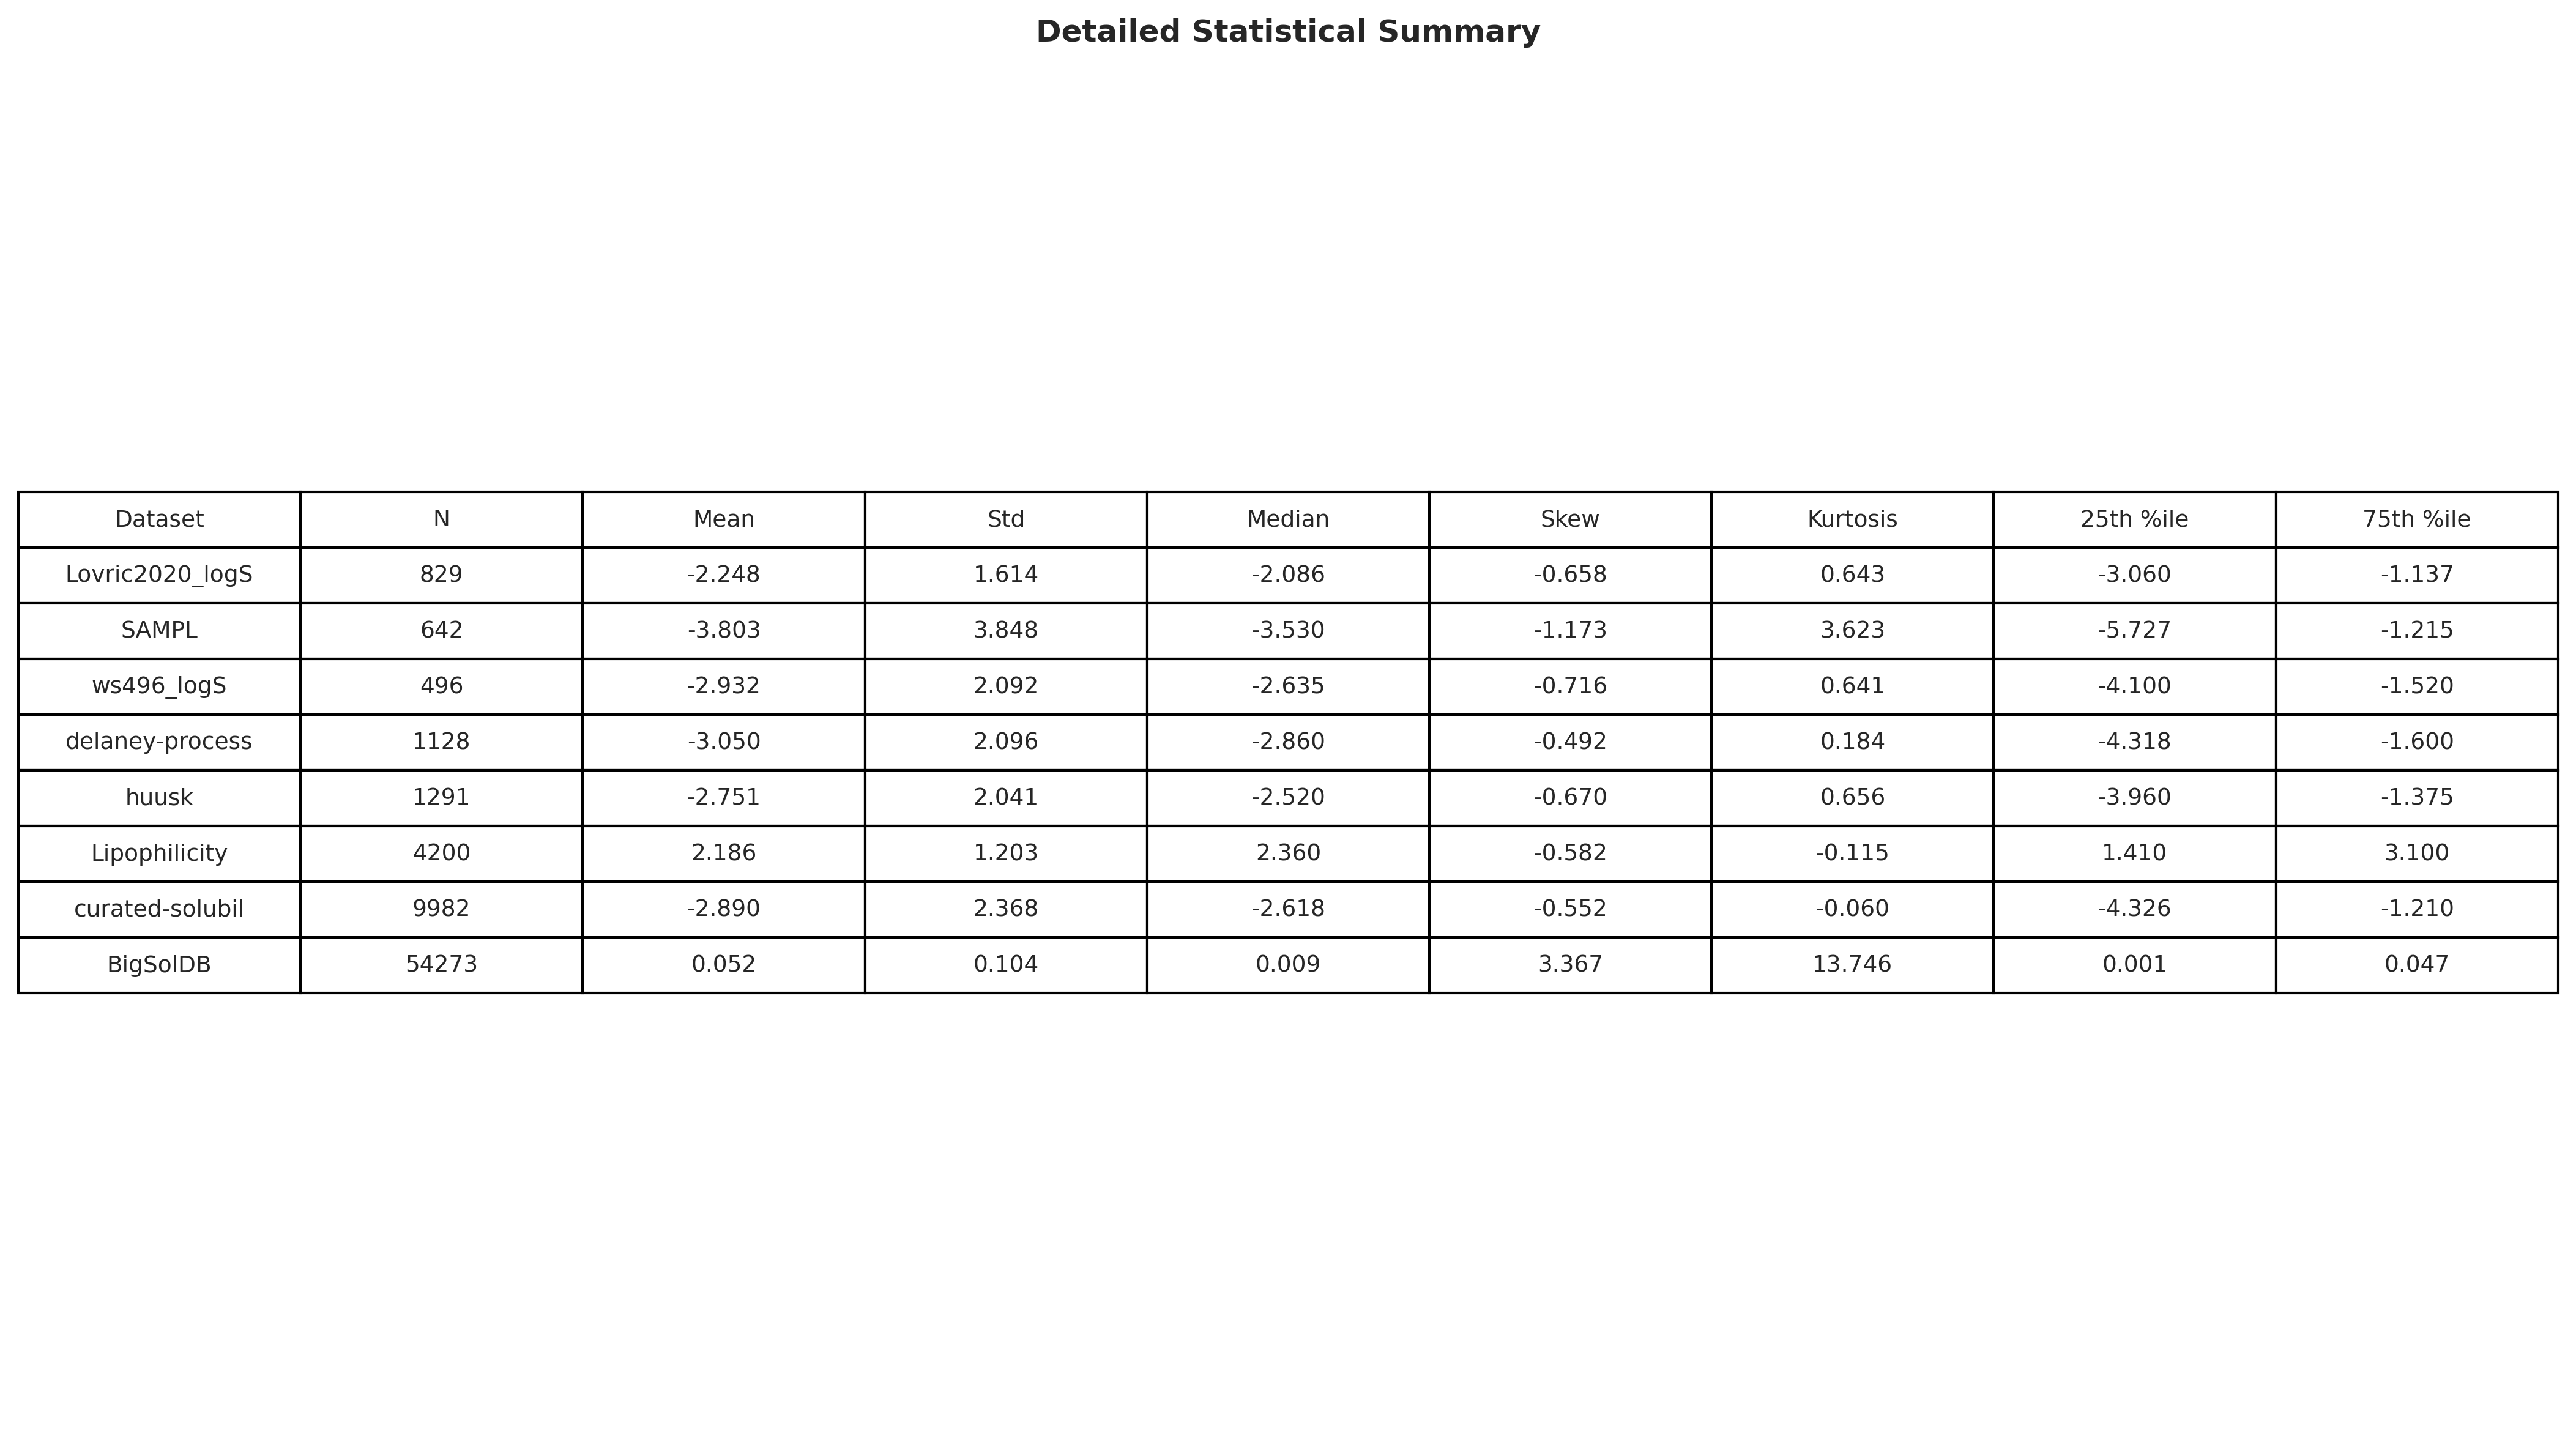 Detailed Statistical Summary
Dataset N Mean Std Median Skew Kurtosis 25th %ile 75th %ile
Lovric2020_logS 829 -2.248 1.614 -2.086 -0.658 0.643 -3.060 -1.137
SAMPL 642 -3.803 3.848 -3.530 -1.173 3.623 -5.727 -1.215
ws496_logS 496 -2.932 2.092 -2.635 -0.716 0.641 -4.100 -1.520
delaney-process 1128 -3.050 2.096 -2.860 -0.492 0.184 -4.318 -1.600
huusk 1291 -2.751 2.041 -2.520 -0.670 0.656 -3.960 -1.375
Lipophilicity 4200 2.186 1.203 2.360 -0.582 -0.115 1.410 3.100
curated-solubil 9982 -2.890 2.368 -2.618 -0.552 -0.060 -4.326 -1.210
BigSolDB 54273 0.052 0.104 0.009 3.367 13.746 0.001 0.047